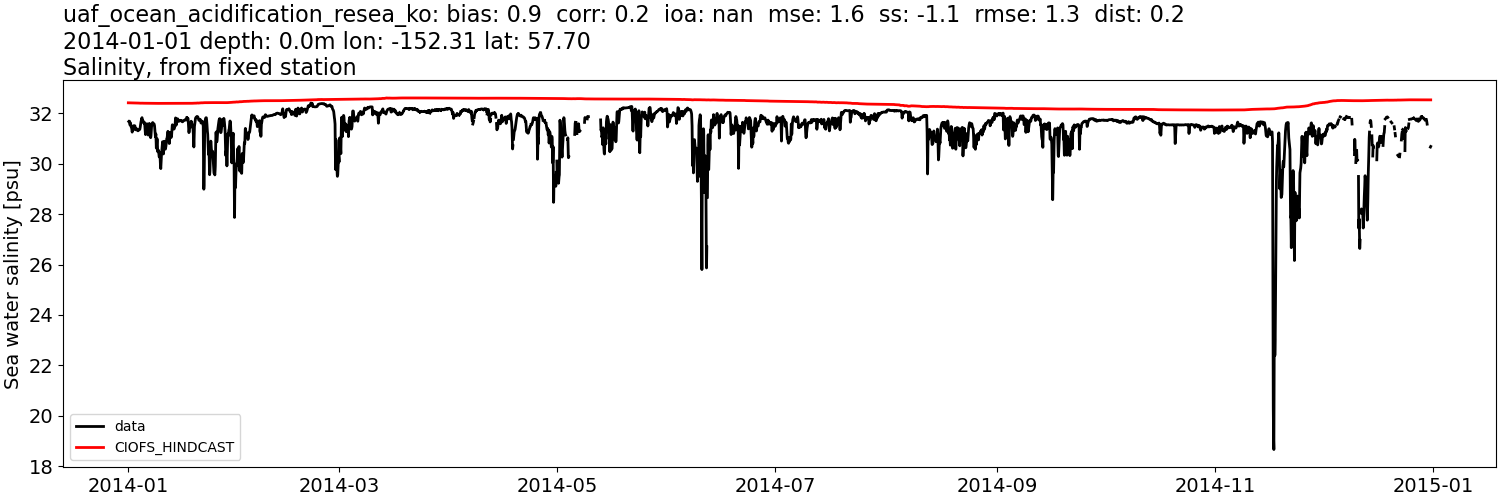 uaf_ocean_acidification_resea_ko: bias: 0.9  corr: 0.2  ioa: nan  mse: 1.6  ss: -1.1  rmse: 1.3  dist: 0.2
2014-01-01 depth: 0.0m lon: -152.31 lat: 57.70
Salinity, from fixed station
Sea water salinity [psu]
32
30
28
26
24
22
20
18
data
CIOFS_HINDCAST
2014-01
2014-03
2014-05
2014-07
2014-09
2014-11
2015-01